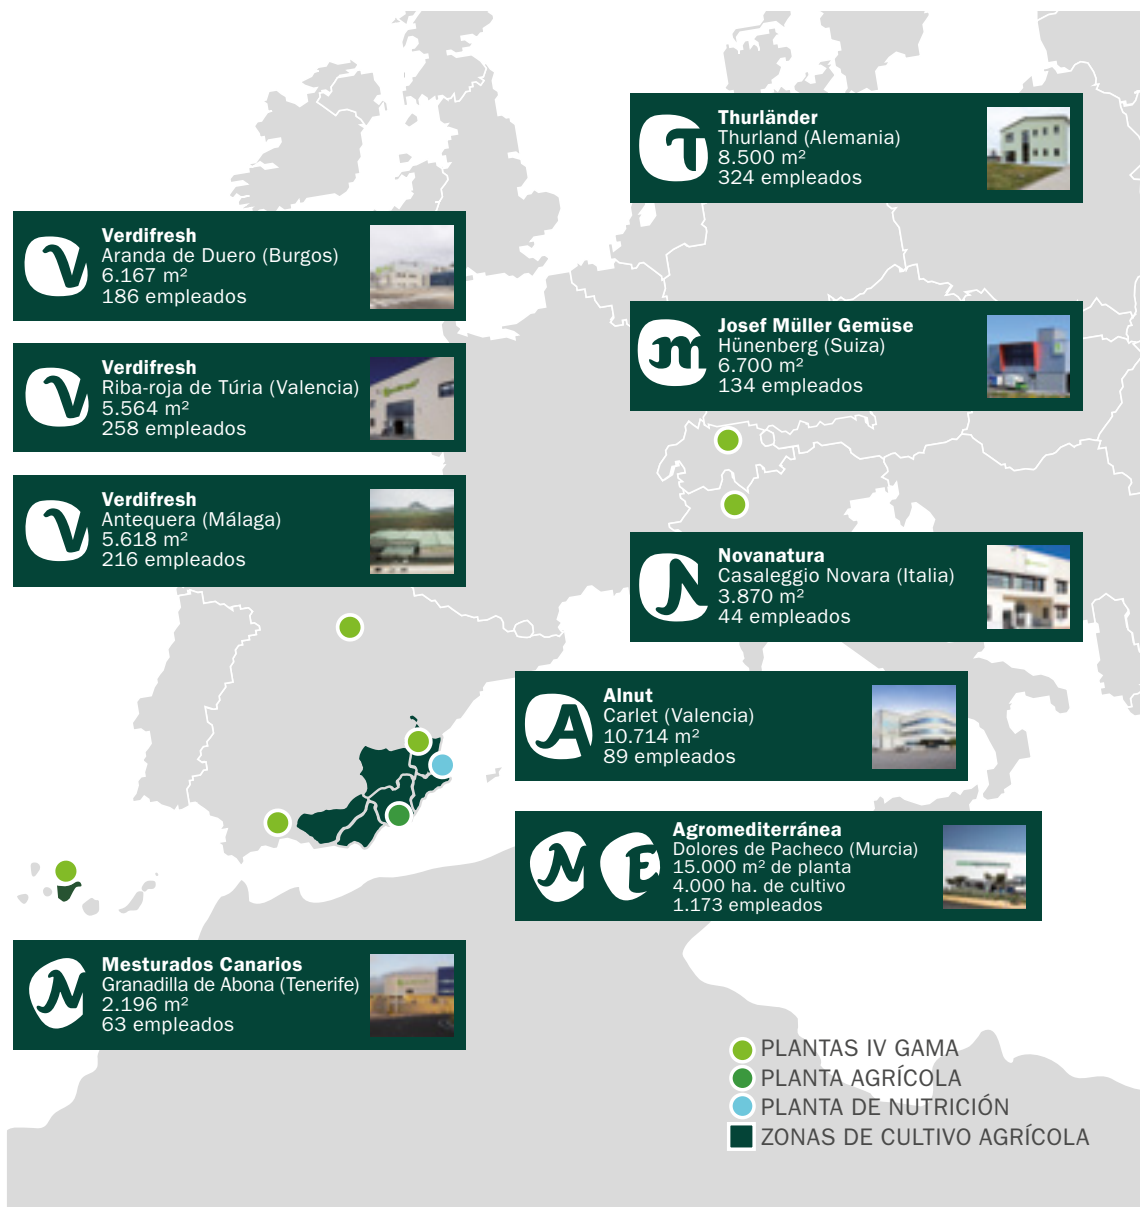 Thurländer
Thurland (Alemania)
8.500 m²
324 empleados
Verdifresh
Aranda de Duero (Burgos)
6.167 m²
186 empleados
Josef Müller Gemüse
Hünenberg (Suiza)
6.700 m²
134 empleados
Verdifresh
Riba-roja de Túria (Valencia)
5.564 m²
258 empleados
Verdifresh
Antequera (Málaga)
5.618 m²
216 empleados
Novanatura
Casaleggio Novara (Italia)
3.870 m²
44 empleados
Alnut
Carlet (Valencia)
10.714 m²
89 empleados
Agromediterránea
Dolores de Pacheco (Murcia)
15.000 m² de planta
4.000 ha. de cultivo
1.173 empleados
Mesturados Canarios
Granadilla de Abona (Tenerife)
2.196 m²
63 empleados
PLANTAS IV GAMA
PLANTA AGRÍCOLA
PLANTA DE NUTRICIÓN
ZONAS DE CULTIVO AGRÍCOLA